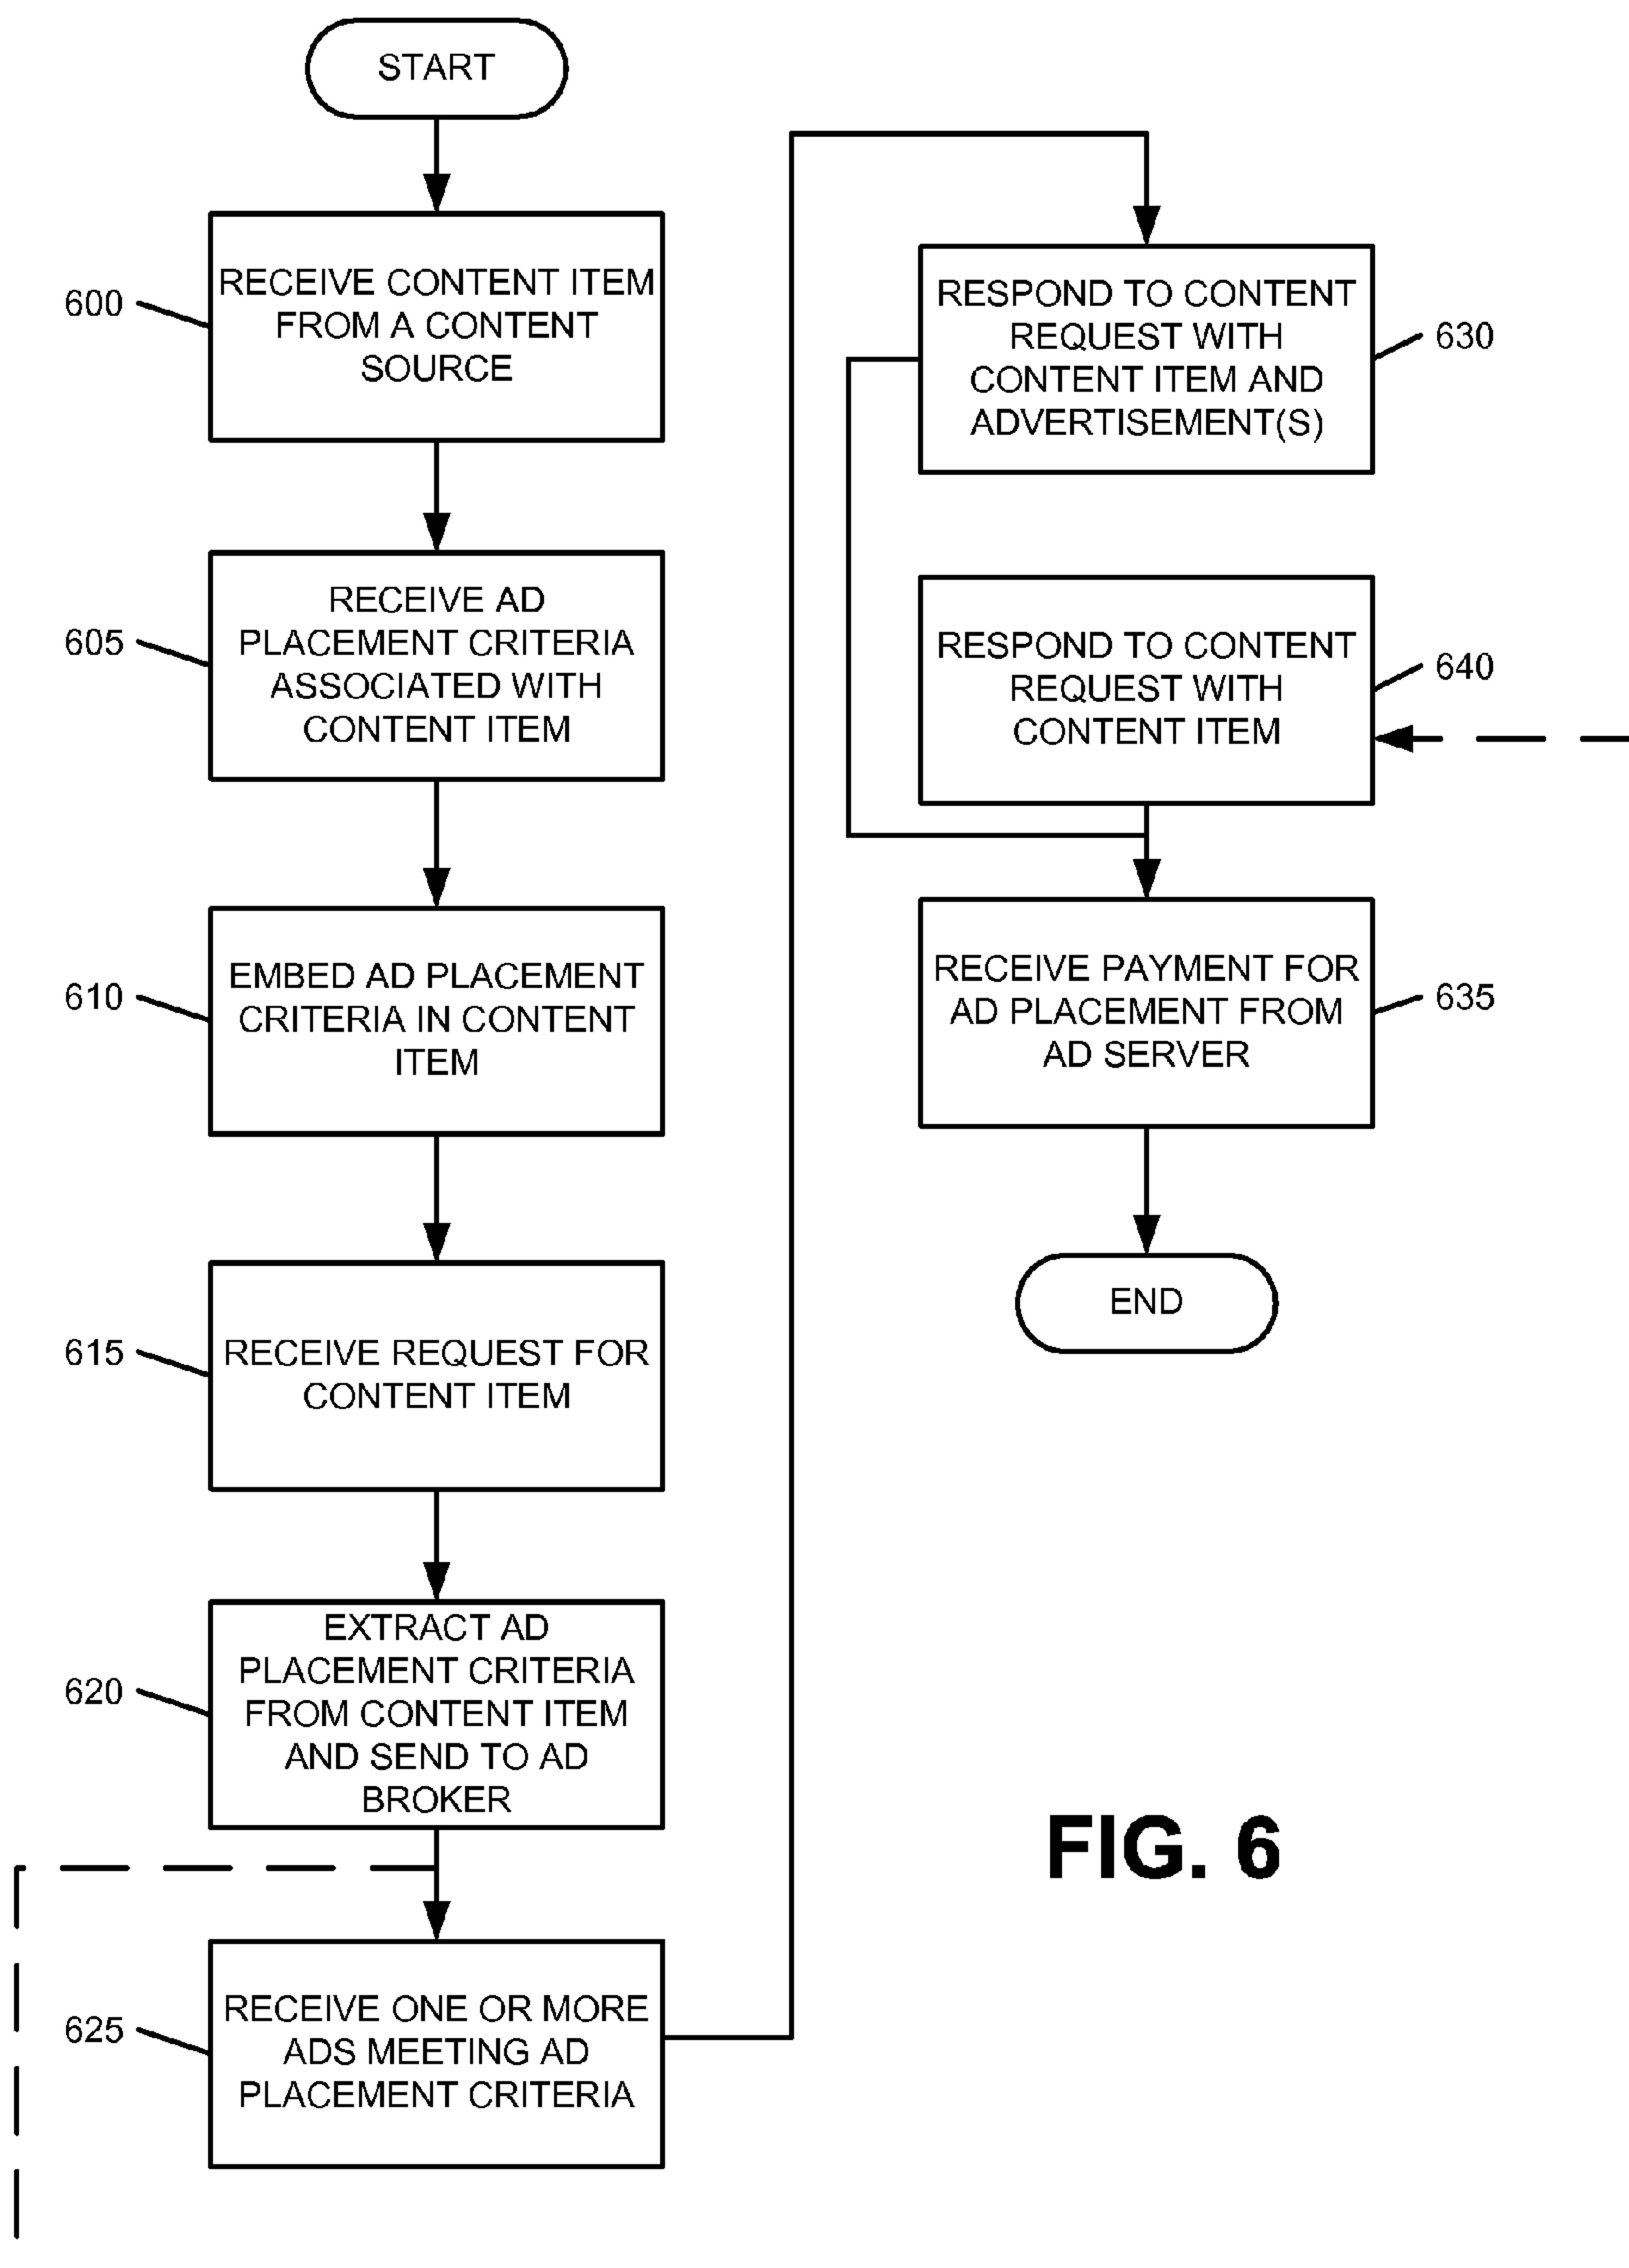 START
600
RECEIVE CONTENT ITEM
FROM A CONTENT
SOURCE
605
RECEIVE AD
PLACEMENT CRITERIA
ASSOCIATED WITH
CONTENT ITEM
610
EMBED AD PLACEMENT
CRITERIA IN CONTENT
ITEM
615
RECEIVE REQUEST FOR
CONTENT ITEM
620
EXTRACT AD
PLACEMENT CRITERIA
FROM CONTENT ITEM
AND SEND TO AD
BROKER
625
RECEIVE ONE OR MORE
ADS MEETING AD
PLACEMENT CRITERIA
RESPOND TO CONTENT
REQUEST WITH
CONTENT ITEM AND
ADVERTISEMENT(S)
630
RESPOND TO CONTENT
REQUEST WITH
CONTENT ITEM
640
RECEIVE PAYMENT FOR
AD PLACEMENT FROM
AD SERVER
635
END
FIG. 6